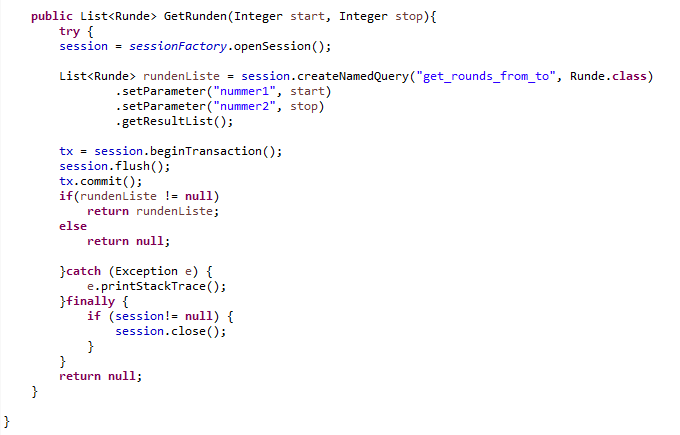 public List<Runde> GetRunden(Integer start, Integer stop){
try {
session = sessionFactory.openSession();
List<Runde> rundenListe = session.createNamedQuery("get_rounds_from_to", Runde.class)
.setParameter("nummer1", start)
.setParameter("nummer2", stop)
.getResultList();
tx = session.beginTransaction();
session.flush();
tx.commit();
if(rundenListe != null)
return rundenListe;
else
return null;
}catch (Exception e) {
e.printStackTrace();
}finally {
if (session!= null) {
session.close();
}
}
return null;
}
}